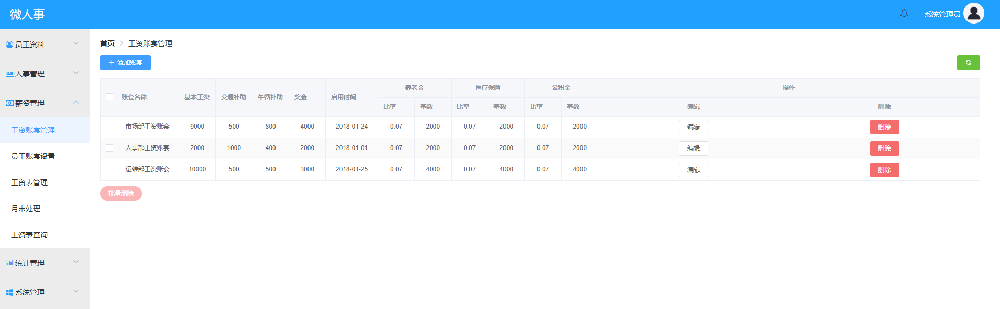 微人事
系统管理员
员工资料
人事管理
薪资管理
工资账套管理
员工账套设置
工资表管理
月末处理
工资表查询
统计管理
系统管理
首页 > 工资账套管理
+ 添加账套
账套名称 基本工资 交通补助 午餐补助 奖金 启用时间 养老金 医疗保险 公积金 操作
比率 基数 比率 基数 比率 基数 编辑 删除
市场部工资账套 9000 500 800 4000 2018-01-24 0.07 2000 0.07 2000 0.07 2000 编辑 删除
人事部工资账套 2000 1000 400 2000 2018-01-01 0.07 2000 0.07 2000 0.07 2000 编辑 删除
运维部工资账套 10000 500 500 3000 2018-01-25 0.07 4000 0.07 4000 0.07 4000 编辑 删除
批量删除